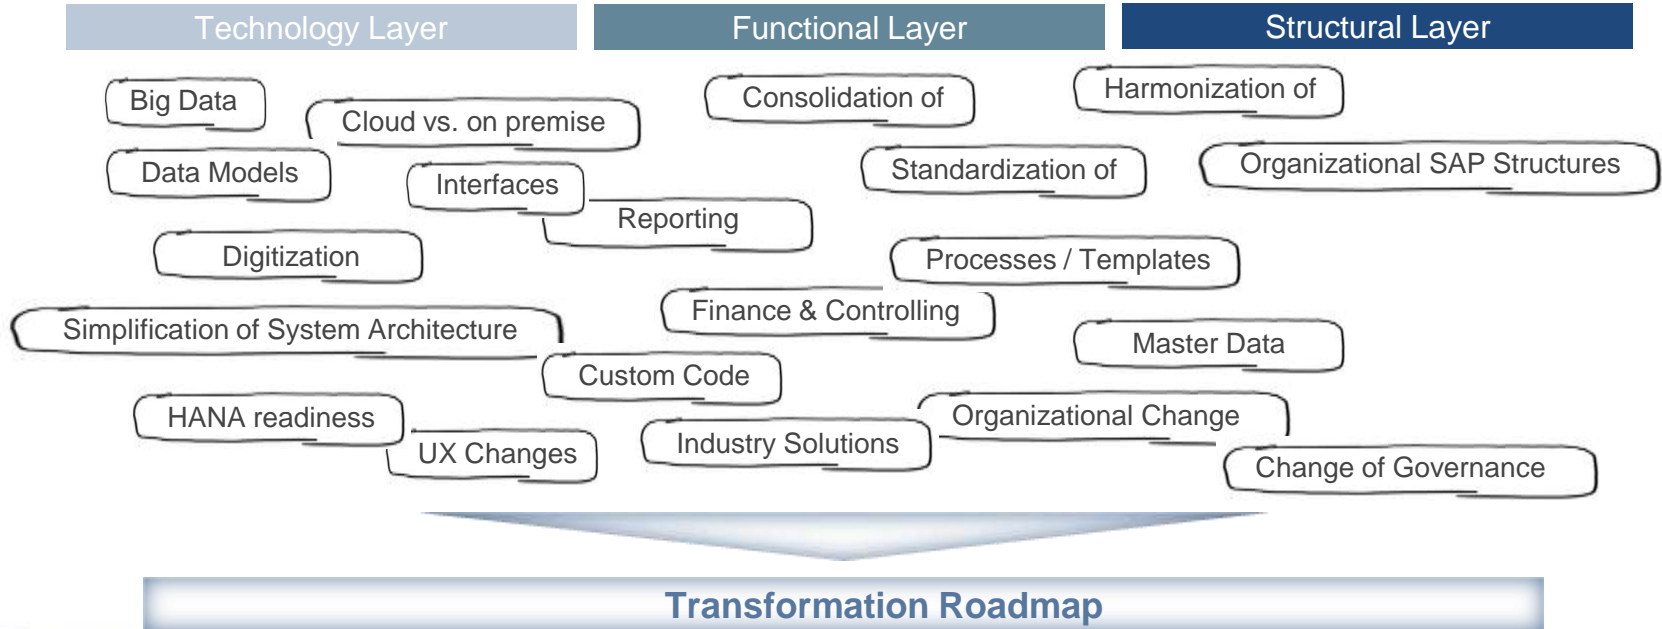 Technology Layer
Functional Layer
Structural Layer
Big Data
Cloud vs. on premise
Consolidation of
Harmonization of
Data Models
Interfaces
Standardization of
Organizational SAP Structures
Reporting
Digitization
Processes / Templates
Finance & Controlling
Simplification of System Architecture
Master Data
Custom Code
HANA readiness
Organizational Change
UX Changes
Industry Solutions
Change of Governance
Transformation Roadmap